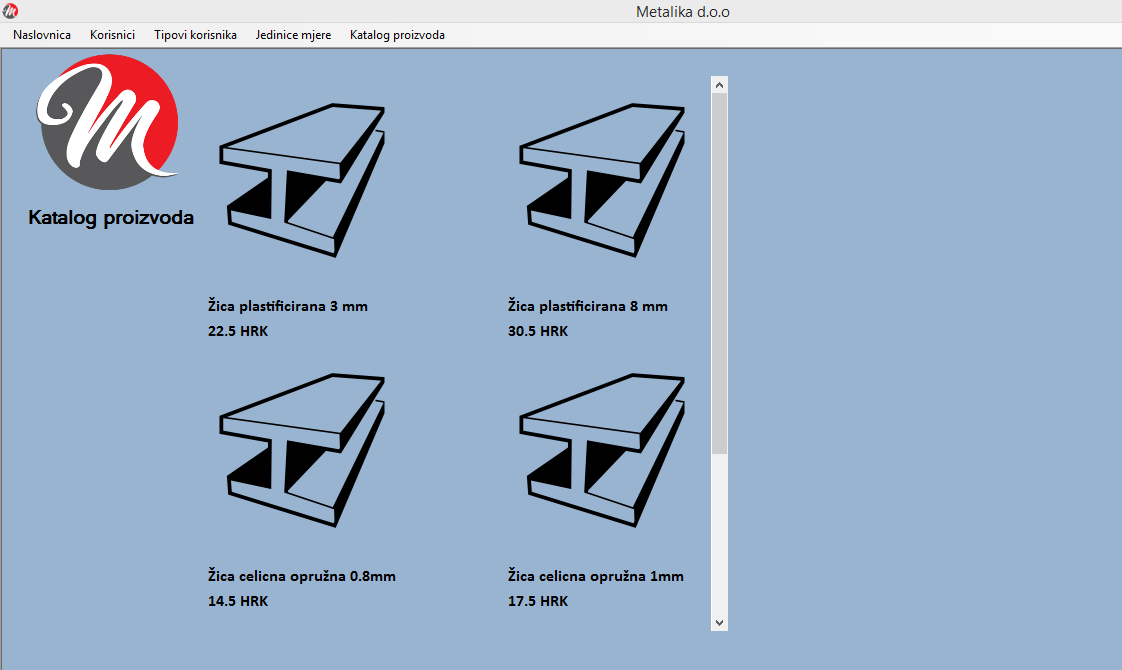 Metalika d.o.o
Naslovnica Korisnici Tipovi korisnika Jedinice mjere Katalog proizvoda
M
Katalog proizvoda
Žica plastificirana 3 mm
22.5 HRK
Žica plastificirana 8 mm
30.5 HRK
Žica celicna opružna 0.8mm
14.5 HRK
Žica celicna opružna 1mm
17.5 HRK